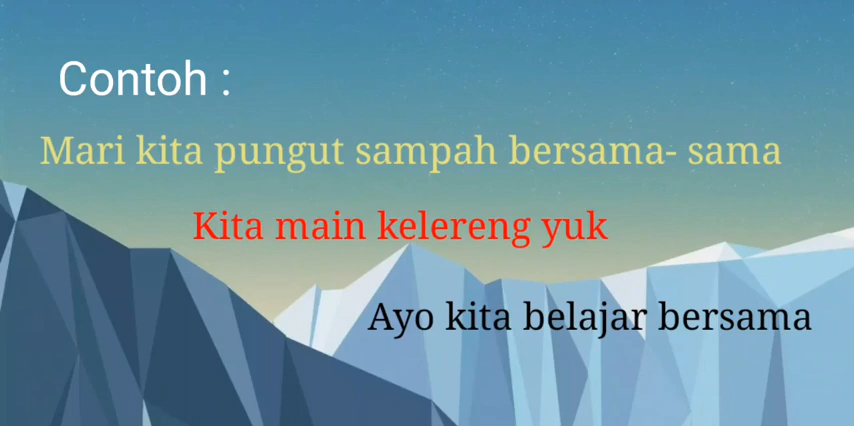 Contoh :
Mari kita pungut sampah bersama- sama
Kita main kelereng yuk
Ayo kita belajar bersama